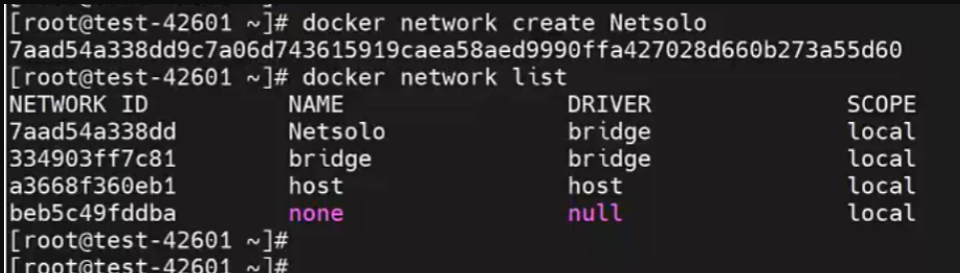 [root@test-42601 ~]# docker network create Netsolo
7aad54a338dd9c7a06d743615919caea58aed9990ffa427028d660b273a55d60
[root@test-42601 ~]# docker network list
NETWORK ID NAME DRIVER SCOPE
7aad54a338dd Netsolo bridge local
334903ff7c81 bridge bridge local
a3668f360eb1 host host local
beb5c49fddba none null local
[root@test-42601 ~]#
[root@test-42601 ~]#